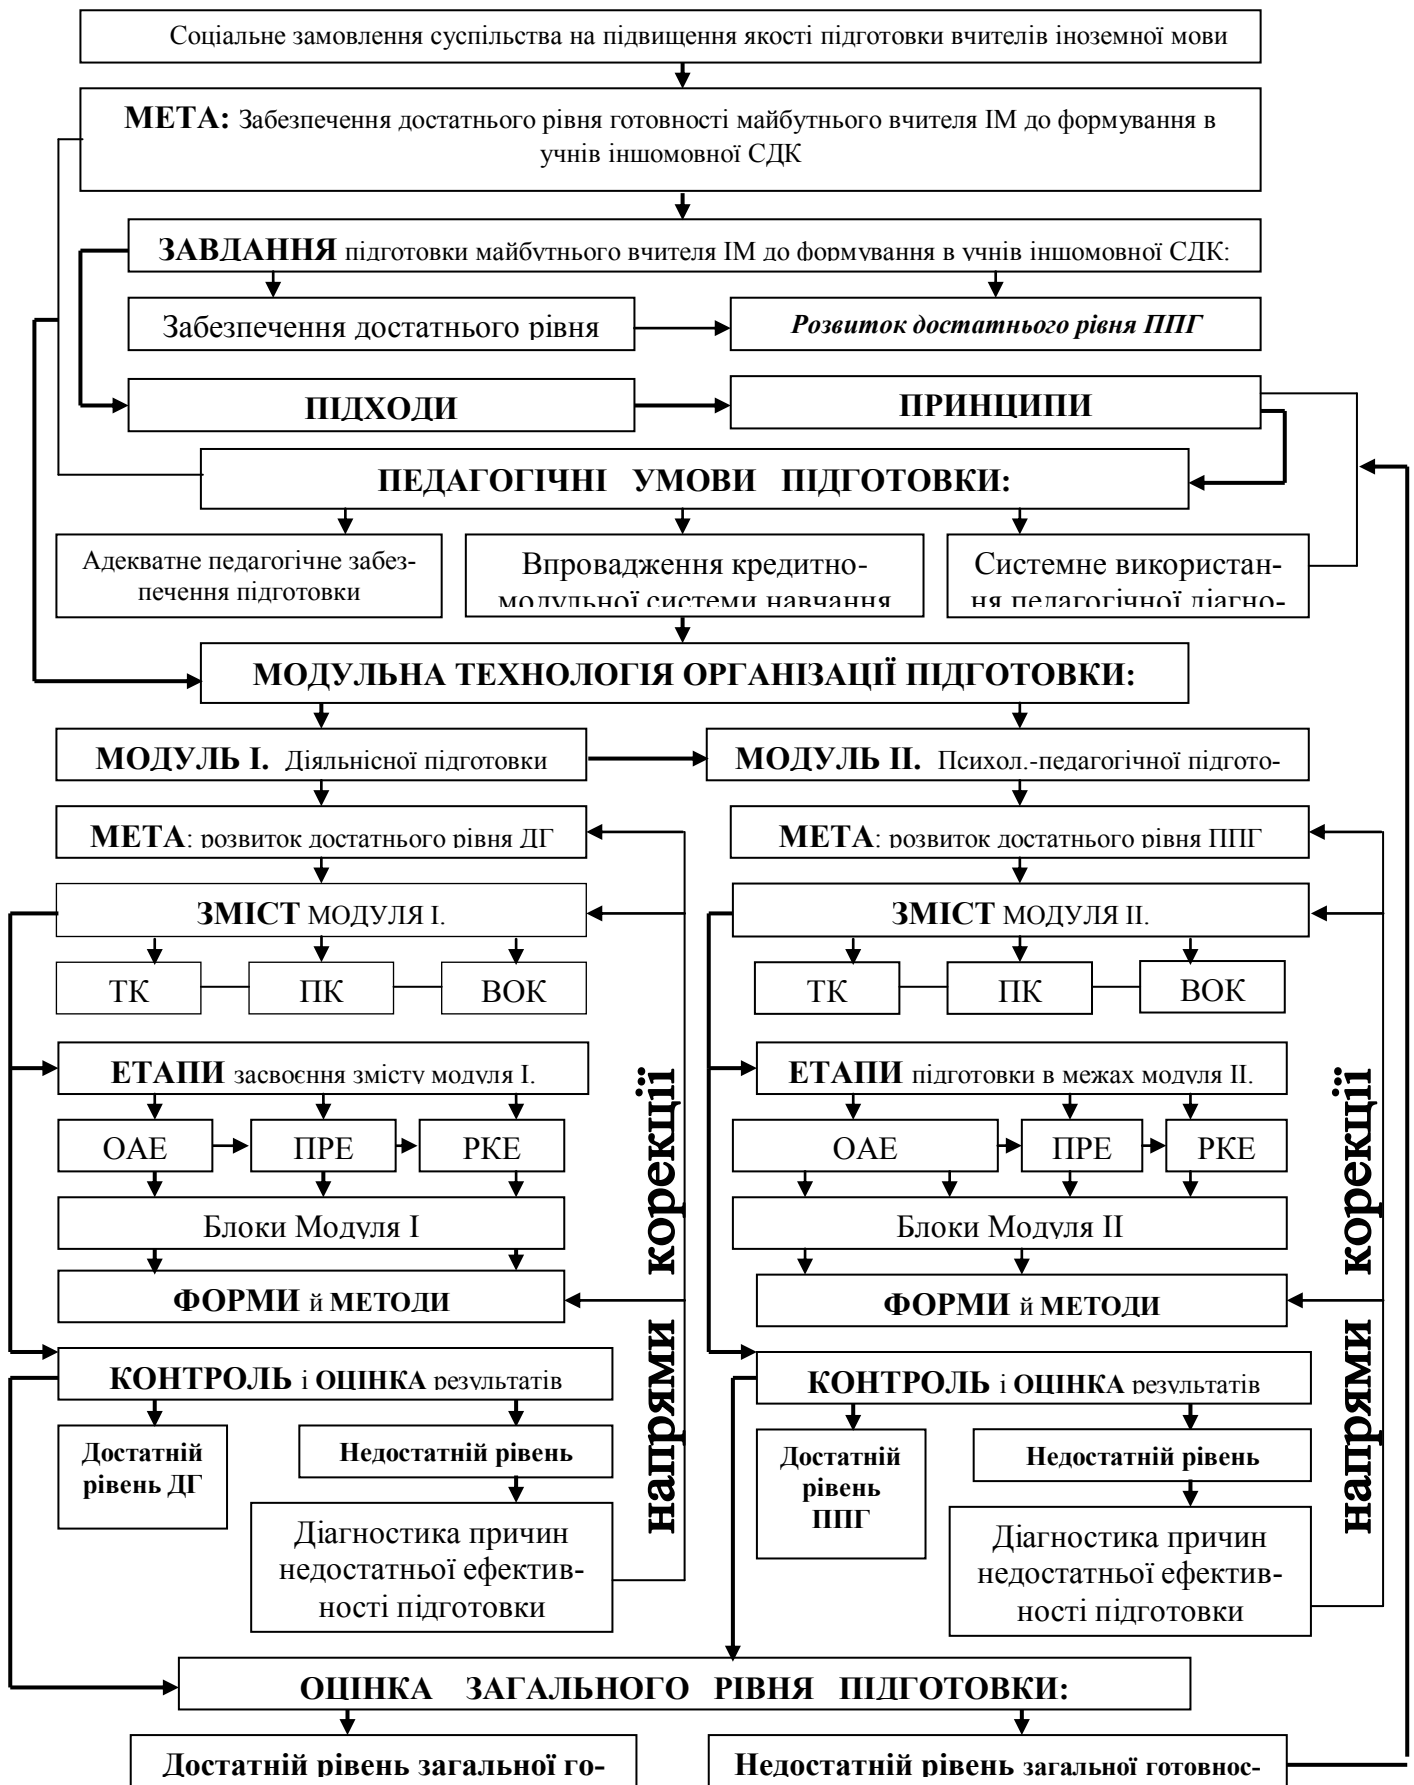 Соціальне замовлення суспільства на підвищення якості підготовки вчителів іноземної мови
МЕТА: Забезпечення достатнього рівня готовності майбутнього вчителя ІМ до формування в
учнів іншомовної СДК
ЗАВДАННЯ підготовки майбутнього вчителя ІМ до формування в учнів іншомовної СДК:
Забезпечення достатнього рівня
Розвиток достатнього рівня ППГ
ПІДХОДИ
ПРИНЦИПИ
ПЕДАГОГІЧНІ УМОВИ ПІДГОТОВКИ:
Адекватне педагогічне забез-
печення підготовки
Впровадження кредитно-
модульної системи навчання
Системне використан-
ня педагогічної діагно-
МОДУЛЬНА ТЕХНОЛОГІЯ ОРГАНІЗАЦІЇ ПІДГОТОВКИ:
МОДУЛЬ І. Діяльнісної підготовки
МОДУЛЬ ІІ. Психол.-педагогічної підгото-
МЕТА: розвиток достатнього рівня ДГ
МЕТА: розвиток достатнього рівня ППГ
ЗМІСТ МОДУЛЯ І.
ЗМІСТ МОДУЛЯ ІІ.
ТК
ПК
ВОК
ТК
ПК
ВОК
ЕТАПИ засвоєння змісту модуля І.
ЕТАПИ підготовки в межах модуля ІІ.
ОАЕ
ПРЕ
РКЕ
ОАЕ
ПРЕ
РКЕ
Блоки Модуля І
Блоки Модуля ІІ
ФОРМИ й МЕТОДИ
ФОРМИ й МЕТОДИ
напрями корекції
напрями корекції
КОНТРОЛЬ і ОЦІНКА результатів
КОНТРОЛЬ і ОЦІНКА результатів
Достатній
рівень ДГ
Недостатній рівень
Достатній
рівень
ППГ
Недостатній рівень
Діагностика причин
недостатньої ефектив-
ності підготовки
Діагностика причин
недостатньої ефектив-
ності підготовки
ОЦІНКА ЗАГАЛЬНОГО РІВНЯ ПІДГОТОВКИ:
Достатній рівень загальної го-
Недостатній рівень загальної готовнос-